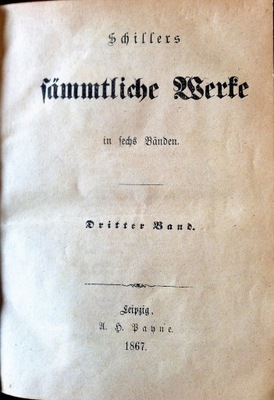 Schillers
sämmtliche Werke
in sechs Bänden.
Dritter Band.
Leipzig,
A. H. Payne.
1867.